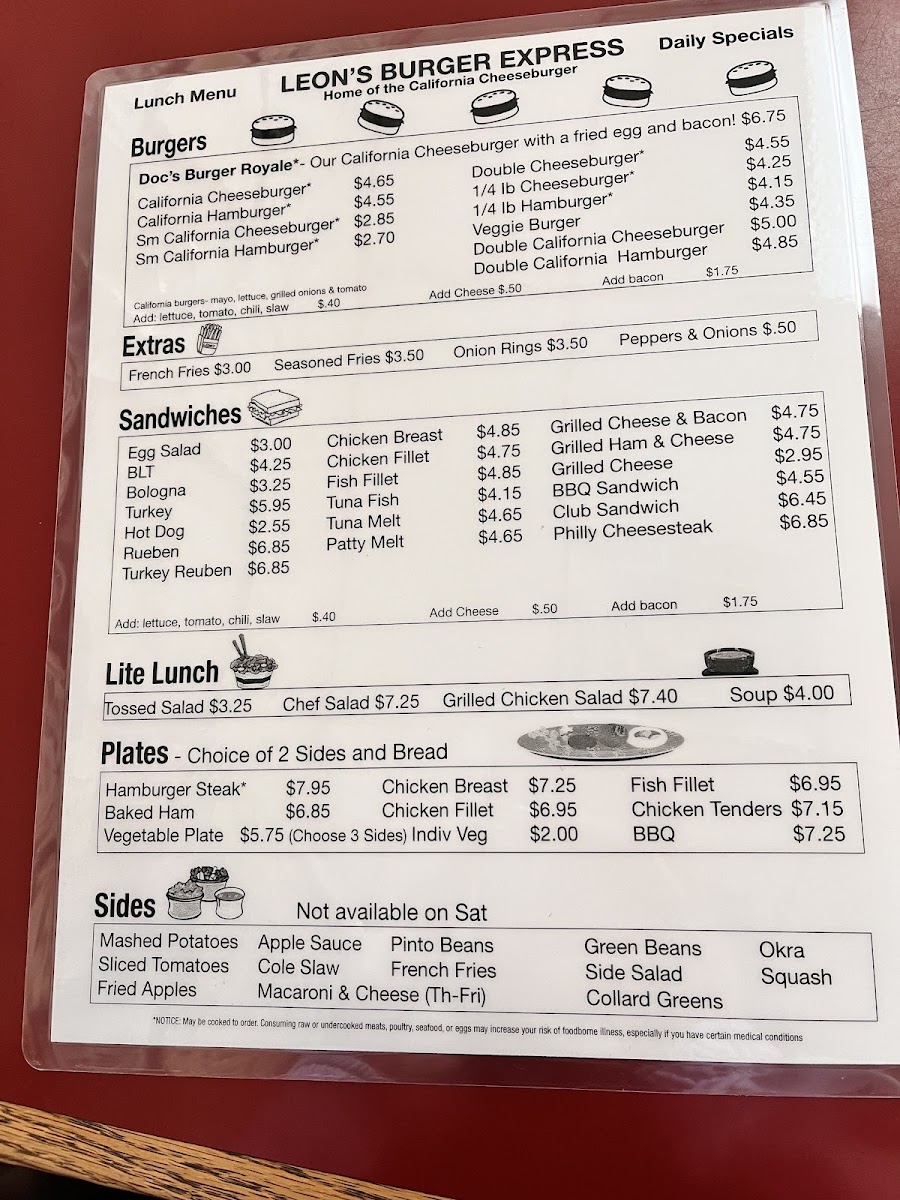 Lunch Menu LEON'S BURGER EXPRESS Daily Specials
Home of the California Cheeseburger
Burgers
Doc's Burger Royale*- Our California Cheeseburger with a fried egg and bacon! $6.75
California Cheeseburger* $4.65 Double Cheeseburger* $4.55
California Hamburger* $4.55 1/4 lb Cheeseburger* $4.25
Sm California Cheeseburger* $2.85 1/4 lb Hamburger* $4.15
Sm California Hamburger* $2.70 Veggie Burger $4.35
Double California Cheeseburger $5.00
Double California Hamburger $4.85
California burgers- mayo, lettuce, grilled onions & tomato
Add: lettuce, tomato, chili, slaw $.40 Add Cheese $.50 Add bacon $1.75
Extras
French Fries $3.00 Seasoned Fries $3.50 Onion Rings $3.50 Peppers & Onions $.50
Sandwiches
Egg Salad $3.00 Chicken Breast $4.85 Grilled Cheese & Bacon $4.75
BLT $4.25 Chicken Fillet $4.75 Grilled Ham & Cheese $4.75
Bologna $3.25 Fish Fillet $4.85 Grilled Cheese $2.95
Turkey $5.95 Tuna Fish $4.15 BBQ Sandwich $4.55
Hot Dog $2.55 Tuna Melt $4.65 Club Sandwich $6.45
Rueben $6.85 Patty Melt $4.65 Philly Cheesesteak $6.85
Turkey Reuben $6.85
Add: lettuce, tomato, chili, slaw $.40 Add Cheese $.50 Add bacon $1.75
Lite Lunch
Tossed Salad $3.25 Chef Salad $7.25 Grilled Chicken Salad $7.40 Soup $4.00
Plates - Choice of 2 Sides and Bread
Hamburger Steak* $7.95 Chicken Breast $7.25 Fish Fillet $6.95
Baked Ham $6.85 Chicken Fillet $6.95 Chicken Tenders $7.15
Vegetable Plate $5.75 (Choose 3 Sides) Indiv Veg $2.00 BBQ $7.25
Sides Not available on Sat
Mashed Potatoes Apple Sauce Pinto Beans Green Beans Okra
Sliced Tomatoes Cole Slaw French Fries Side Salad Squash
Fried Apples Macaroni & Cheese (Th-Fri) Collard Greens
*NOTICE: May be cooked to order. Consuming raw or undercooked meats, poultry, seafood, or eggs may increase your risk of foodborne illness, especially if you have certain medical conditions